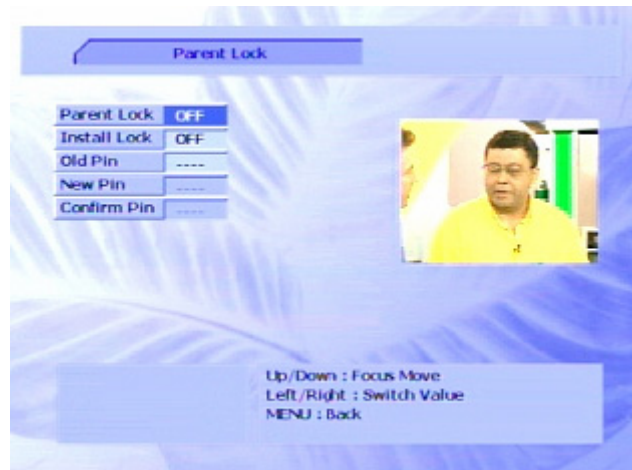 Parent Lock
Parent Lock OFF
Install Lock OFF
Old Pin ----
New Pin ----
Confirm Pin ----
Up/Down : Focus Move
Left/Right : Switch Value
MENU : Back